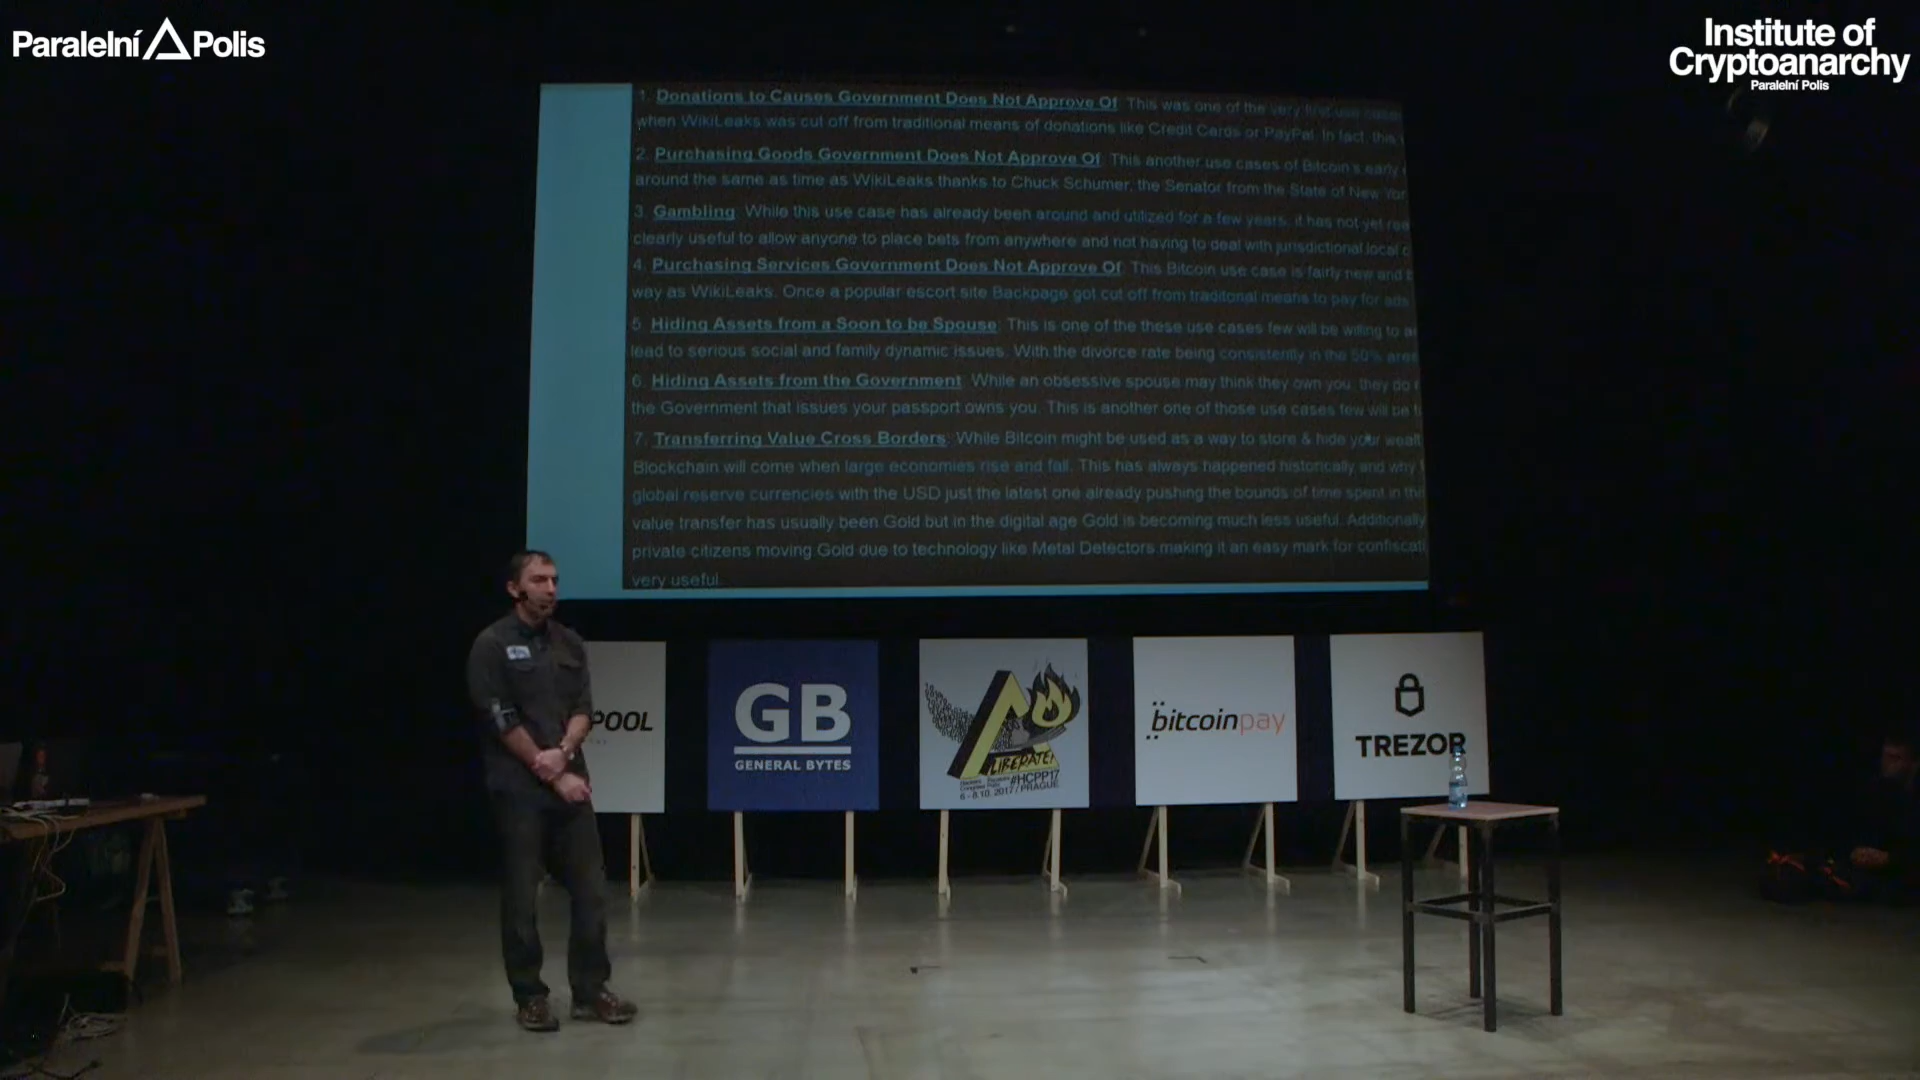 Paralelní Polis
Institute of
Cryptoanarchy
Paralelní Polis
1. Donations to Causes Government Does Not Approve Of: This was one of the very first use cases
when WikiLeaks was cut off from traditional means of donations like Credit Cards or PayPal. In fact, this
2. Purchasing Goods Government Does Not Approve Of: This another use cases of Bitcoin's early
around the same as time as WikiLeaks thanks to Chuck Schumer, the Senator from the State of New Yor
3. Gambling: While this use case has already been around and utilized for a few years, it has not yet
clearly useful to allow anyone to place bets from anywhere and not having to deal with jurisdictional local
4. Purchasing Services Government Does Not Approve Of: This Bitcoin use case is fairly new and
way as WikiLeaks. Once a popular escort site Backpage got cut off from traditional means to pay for ads
5. Hiding Assets from a Soon to be Spouse: This is one of the these use cases few will be willing to
lead to serious social and family dynamic issues. With the divorce rate being consistently in the 50%
6. Hiding Assets from the Government: While an obsessive spouse may think they own you, they do
the Government that issues your passport owns you. This is another one of those use cases few will be
7. Transferring Value Cross Borders: While Bitcoin might be used as a way to store & hide your wealt
Blockchain will come when large economies rise and fall. This has always happened historically and why
global reserve currencies with the USD just the latest one already pushing the bounds of time spent in
value transfer has usually been Gold but in the digital age Gold is becoming much less useful. Additionally
private citizens moving Gold due to technology like Metal Detectors making it an easy mark for confiscati
very useful.
POOL
GB
GENERAL BYTES
LIBERATE!
#HCPP17
6 - 8.10. 2017 / PRAGUE
bitcoinpay
TREZOR